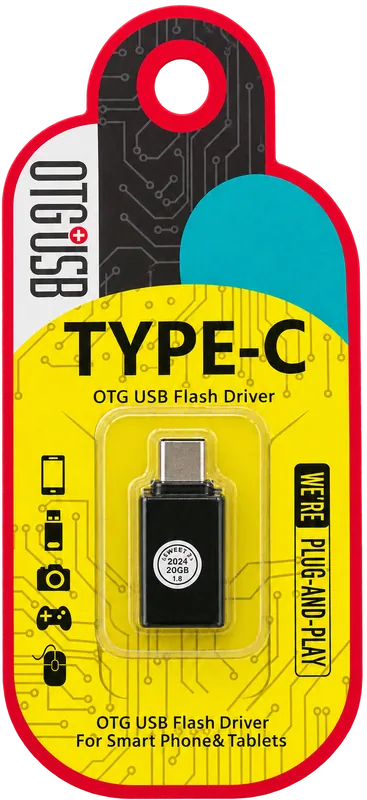 OTG+USB
TYPE-C
OTG USB Flash Driver
WE'RE PLUG-AND-PLAY
2024
20GB
1.8
OTG USB Flash Driver
For Smart Phone& Tablets